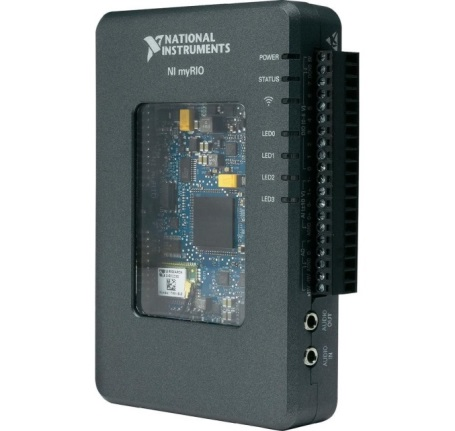 NATIONAL
INSTRUMENTS
NI myRIO
POWER
STATUS
LED0
LED1
LED2
LED3
AUDIO
OUT
AUDIO
IN